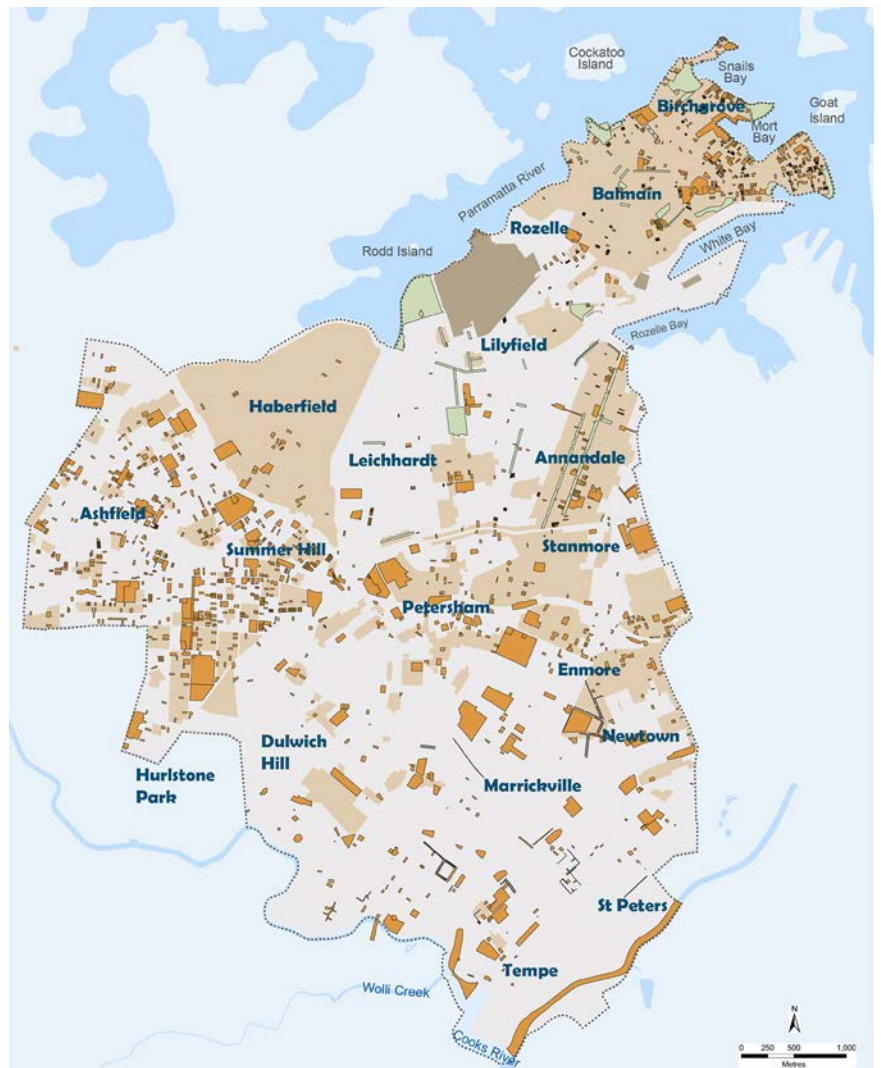 Cockatoo
Island
Snails
Bay
Birchgrove
Goat
Island
Mort
Bay
Parramatta River
Balmain
Rozelle
White Bay
Rodd Island
Rozelle Bay
Lilyfield
Haberfield
Leichhardt
Annandale
Ashfield
Summer Hill
Stanmore
Petersham
Enmore
Newtown
Dulwich
Hill
Hurlstone
Park
Marrickville
St Peters
Tempe
Wolli Creek
Cooks River
N
0 250 500 1,000
Metres